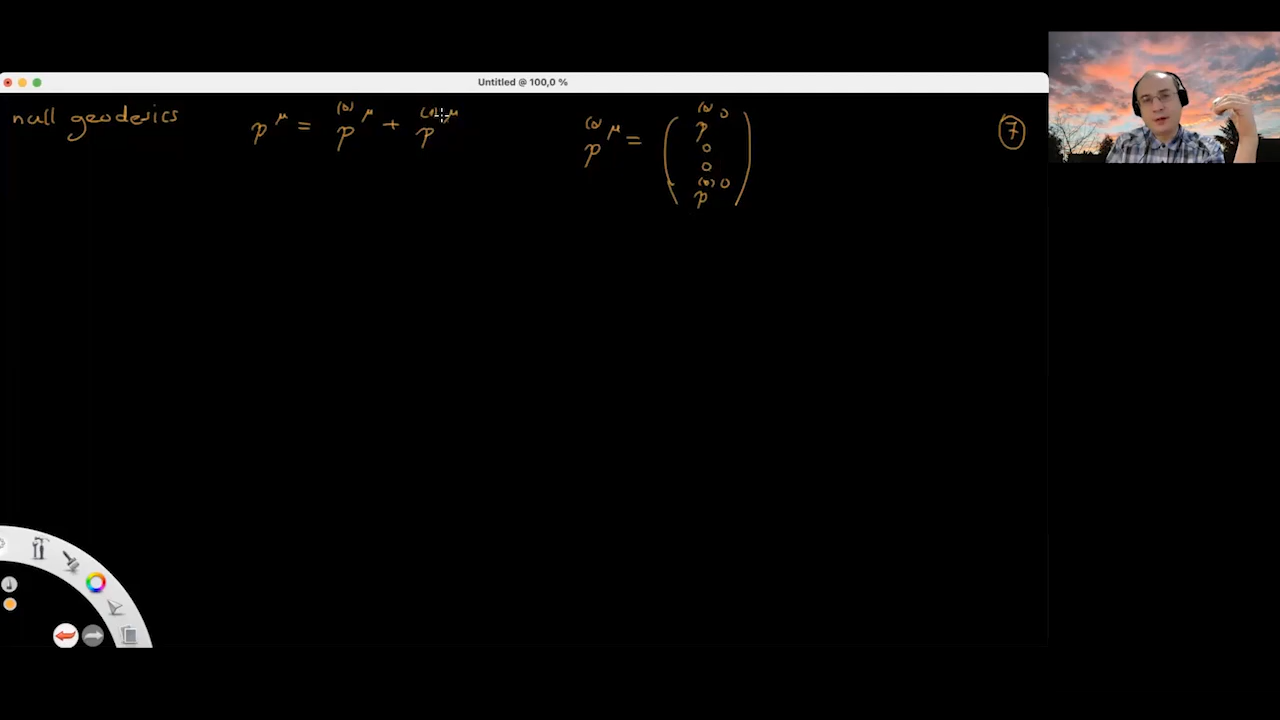 Untitled @ 100,0 %
null geodesics p^μ = p^{(0)μ} + p^{(1)μ} p^{(0)μ} = ( p^{(0)0} 0 0 p^{(0)0} ) 7